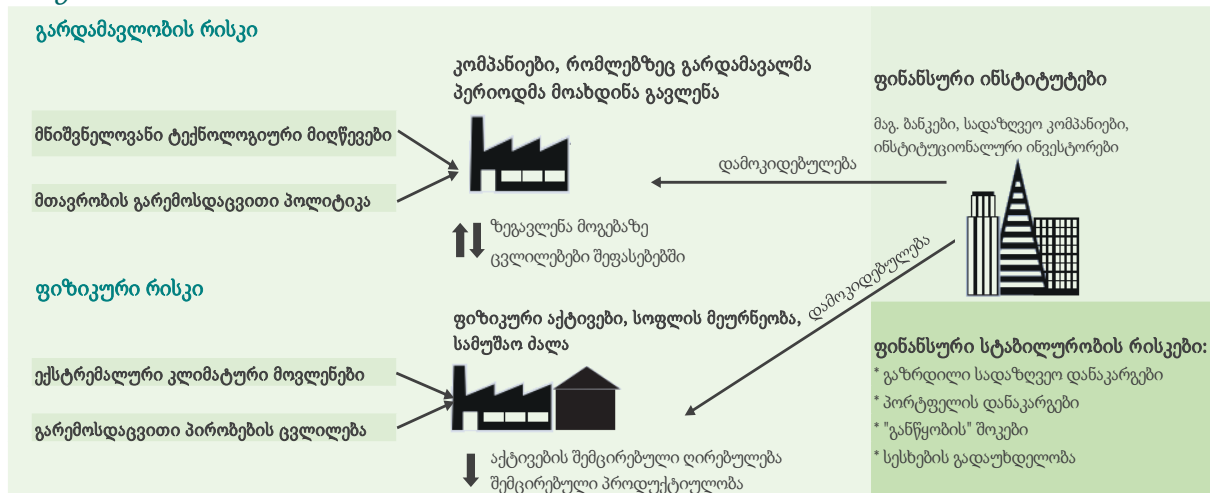 გარდამავლობის რისკი
კომპანიები, რომლებზეც გარდამავალმა
პერიოდმა მოახდინა გავლენა
მნიშვნელოვანი ტექნოლოგიური მიღწევები
მთავრობის გარემოსდაცვითი პოლიტიკა
ზეგავლენა მოგებაზე
ცვლილებები შეფასებებში
ფინანსური ინსტიტუტები
მაგ. ბანკები, სადაზღვეო კომპანიები,
ინსტიტუციონალური ინვესტორები
დამოკიდებულება
დამოკიდებულება
ფიზიკური რისკი
ფიზიკური აქტივები, სოფლის მეურნეობა,
სამუშაო ძალა
ექსტრემალური კლიმატური მოვლენები
გარემოსდაცვითი პირობების ცვლილება
აქტივების შემცირებული ღირებულება
შემცირებული პროდუქტიულობა
ფინანსური სტაბილურობის რისკები:
* გაზრდილი სადაზღვეო დანაკარგები
* პორტფელის დანაკარგები
* "განწყობის" შოკები
* სესხების გადაუხდელობა